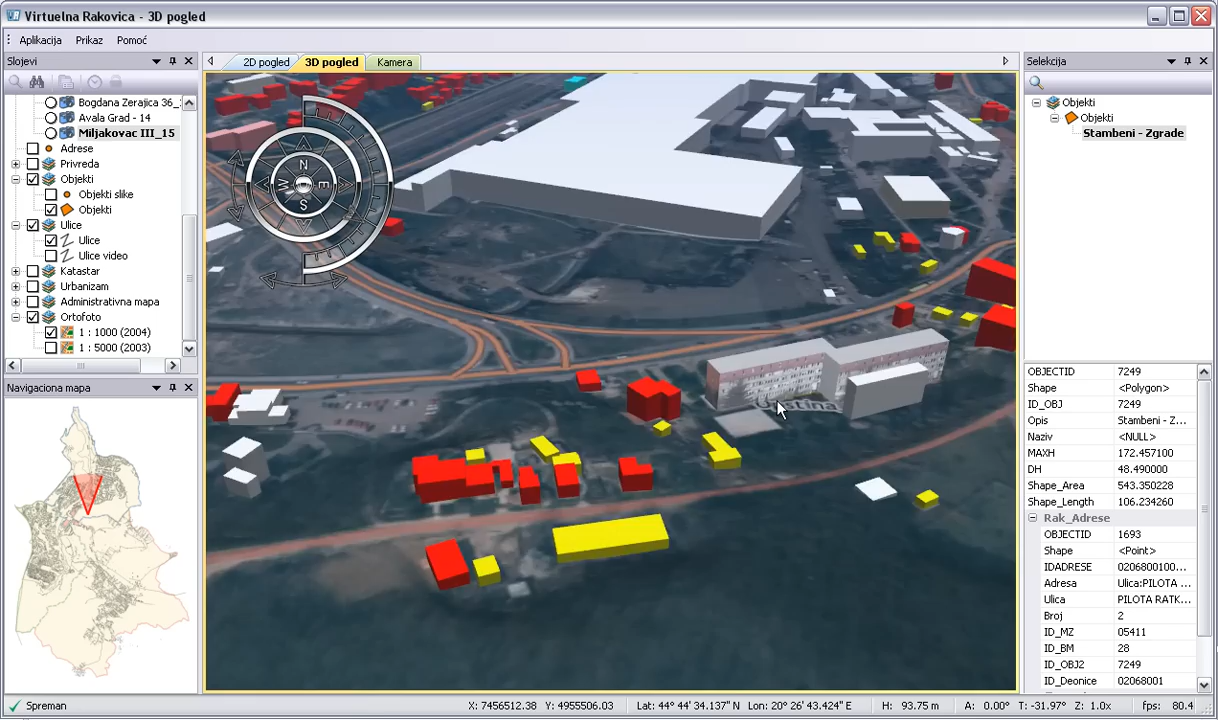 Virtuelna Rakovica - 3D pogled
Aplikacija Prikaz Pomoć
Slojevi
Bogdana Zerajica 36_
Avala Grad - 14
Miljakovac III_15
Adrese
Privreda
Objekti
Objekti slike
Objekti
Ulice
Ulice
Ulice video
Katastar
Urbanizam
Administrativna mapa
Ortofoto
1 : 1000 (2004)
1 : 5000 (2003)
Navigaciona mapa
2D pogled 3D pogled Kamera
N
W E
S
Selekcija
Objekti
Objekti
Stambeni - Zgrade
OBJECTID 7249
Shape <Polygon>
ID_OBJ 7249
Opis Stambeni - Z...
Naziv <NULL>
MAXH 172.457100
DH 48.490000
Shape_Area 543.350228
Shape_Length 106.234260
Rak_Adrese
OBJECTID 1693
Shape <Point>
IDADRESE 0206800100...
Adresa Ulica:PILOTA ...
Ulica PILOTA RATK...
Broj 2
ID_MZ 05411
ID_BM 28
ID_OBJ2 7249
ID_Deonice 02068001
Spreman X: 7456512.38 Y: 4955506.03 Lat: 44° 44' 34.137" N Lon: 20° 26' 43.424" E H: 93.75 m A: 0.00° T: -31.97° Z: 1.0x fps: 80.4